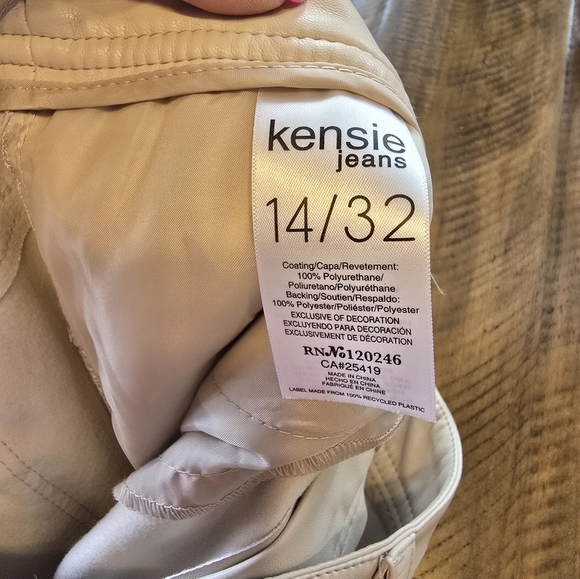 kensie
jeans
14/32
Coating/Capa/Revetement:
100% Polyurethane/
Poliuretano/Polyuréthane
Backing/Soutien/Respaldo:
100% Polyester/Poliéster/Polyester
EXCLUSIVE OF DECORATION
EXCLUYENDO PARA DECORACIÓN
EXCLUSIVEMENT DE DÉCORATION
RN№120246
CA#25419
MADE IN CHINA
HECHO EN CHINA
FABRIQUÉ EN CHINE
LABEL MADE FROM 100% RECYCLED PLASTIC